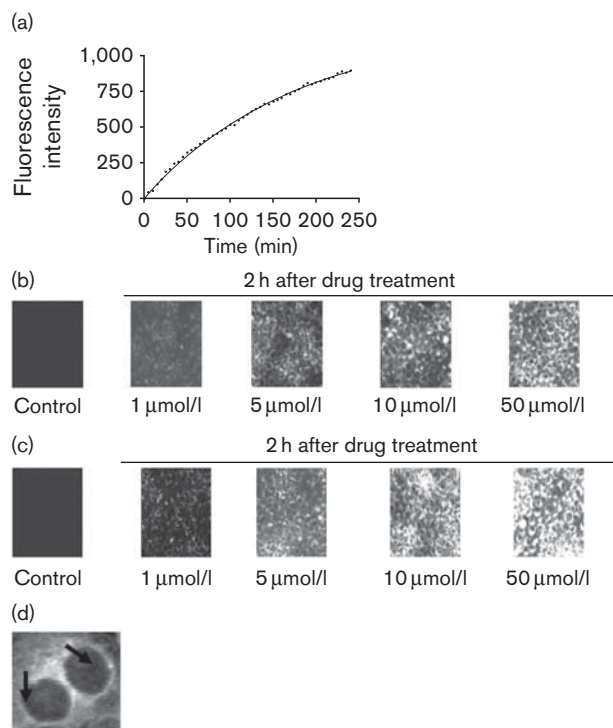 (a)
1,000
750
500
250
0
Fluorescence
intensity
0 50 100 150 200 250
Time (min)
(b)
2 h after drug treatment
Control 1 µmol/l 5 µmol/l 10 µmol/l 50 µmol/l
(c)
2 h after drug treatment
Control 1 µmol/l 5 µmol/l 10 µmol/l 50 µmol/l
(d)